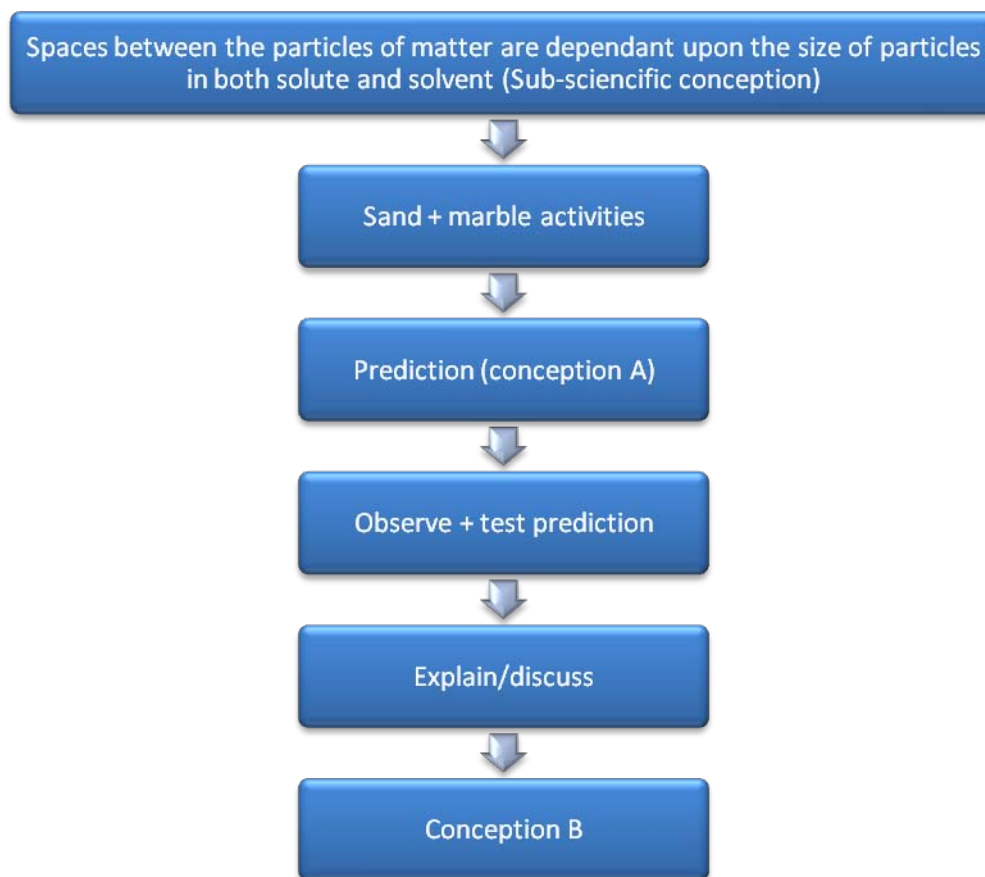 Spaces between the particles of matter are dependant upon the size of particles
in both solute and solvent (Sub-sciencific conception)
Sand + marble activities
Prediction (conception A)
Observe + test prediction
Explain/discuss
Conception B